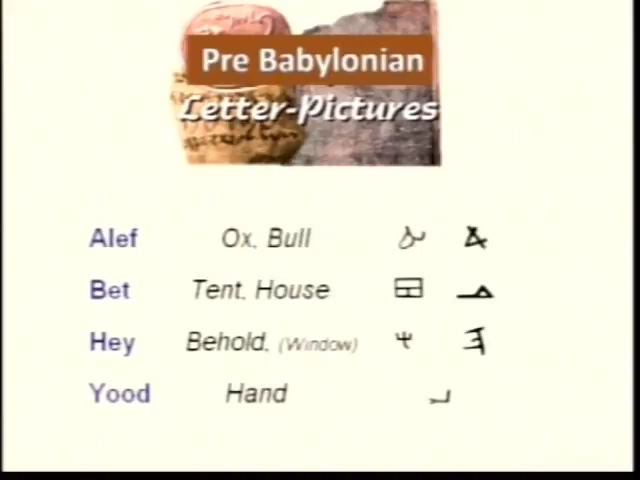 Pre Babylonian
Letter-Pictures
Alef Ox, Bull
Bet Tent, House
Hey Behold, (Window)
Yood Hand